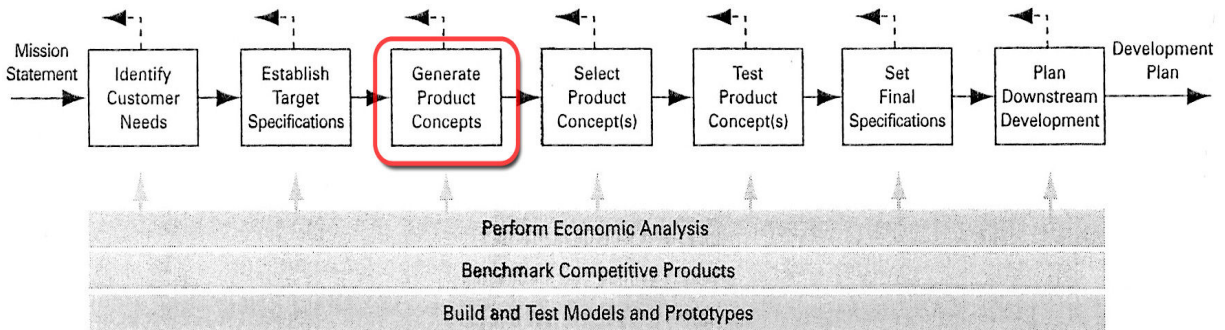 Mission
Statement
Identify
Customer
Needs
Establish
Target
Specifications
Generate
Product
Concepts
Select
Product
Concept(s)
Test
Product
Concept(s)
Set
Final
Specifications
Plan
Downstream
Development
Development
Plan
Perform Economic Analysis
Benchmark Competitive Products
Build and Test Models and Prototypes